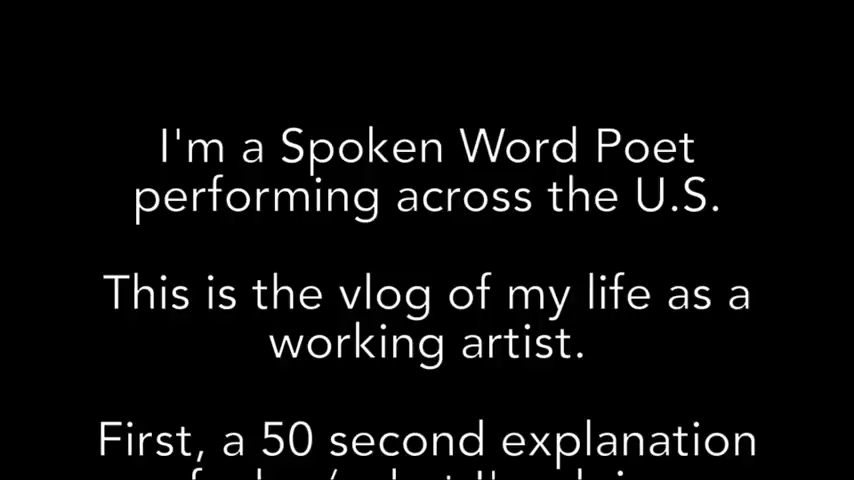 I'm a Spoken Word Poet
performing across the U.S.
This is the vlog of my life as a
working artist.
First, a 50 second explanation